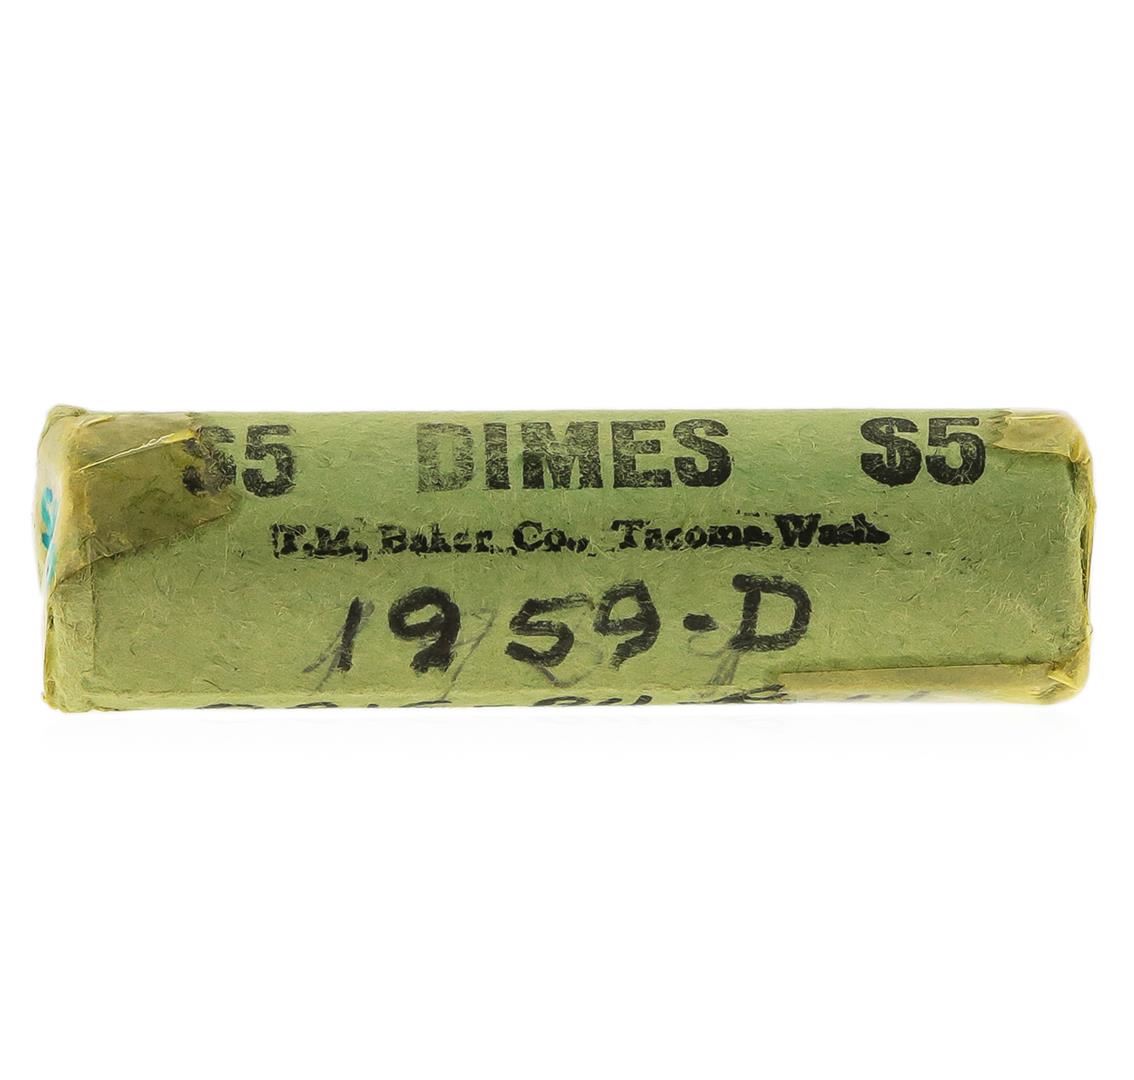 $5 DIMES $5
T.M, Baker Co., Tacoma Wash.
1959-D